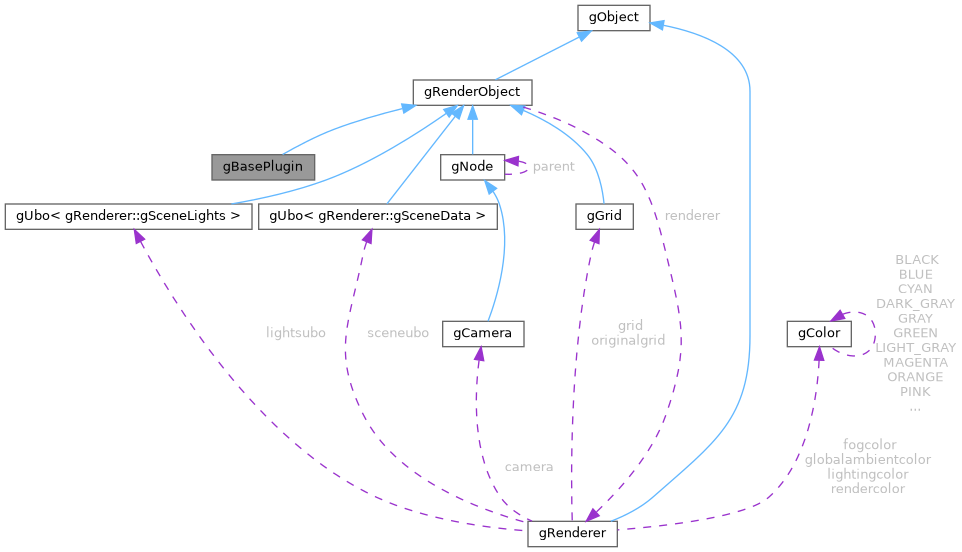 gObject
gRenderObject
gBasePlugin
gNode
parent
gUbo< gRenderer::gSceneLights >
gUbo< gRenderer::gSceneData >
gGrid
renderer
BLACK
BLUE
CYAN
DARK_GRAY
GRAY
GREEN
LIGHT_GRAY
MAGENTA
ORANGE
PINK
...
lightsubo
sceneubo
gCamera
grid
originalgrid
gColor
camera
fogcolor
globalambientcolor
lightingcolor
rendercolor
gRenderer